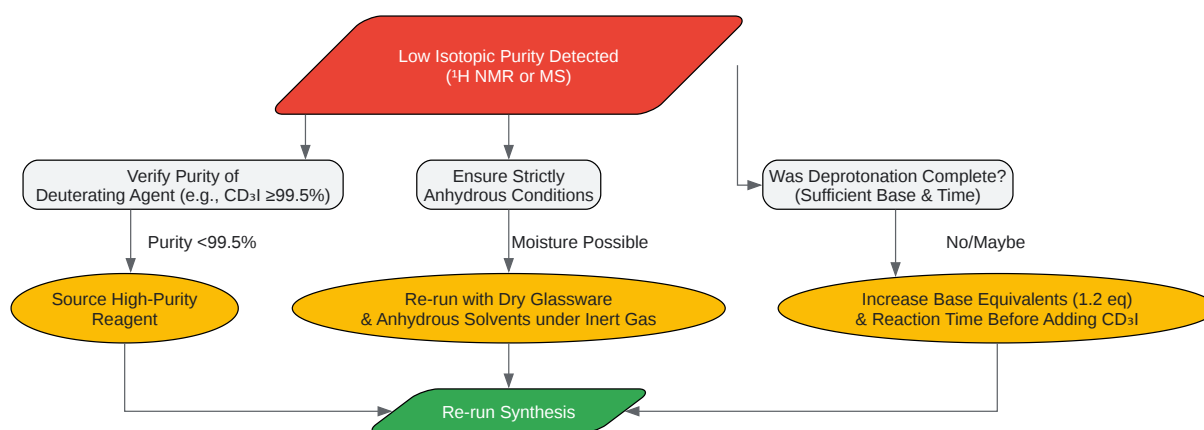 Low Isotopic Purity Detected
(¹H NMR or MS)
Verify Purity of
Deuterating Agent (e.g., CD₃I ≥99.5%)
Ensure Strictly
Anhydrous Conditions
Was Deprotonation Complete?
(Sufficient Base & Time)
Purity <99.5%
Moisture Possible
No/Maybe
Source High-Purity
Reagent
Re-run with Dry Glassware
& Anhydrous Solvents under Inert Gas
Increase Base Equivalents (1.2 eq)
& Reaction Time Before Adding CD₃I
Re-run Synthesis